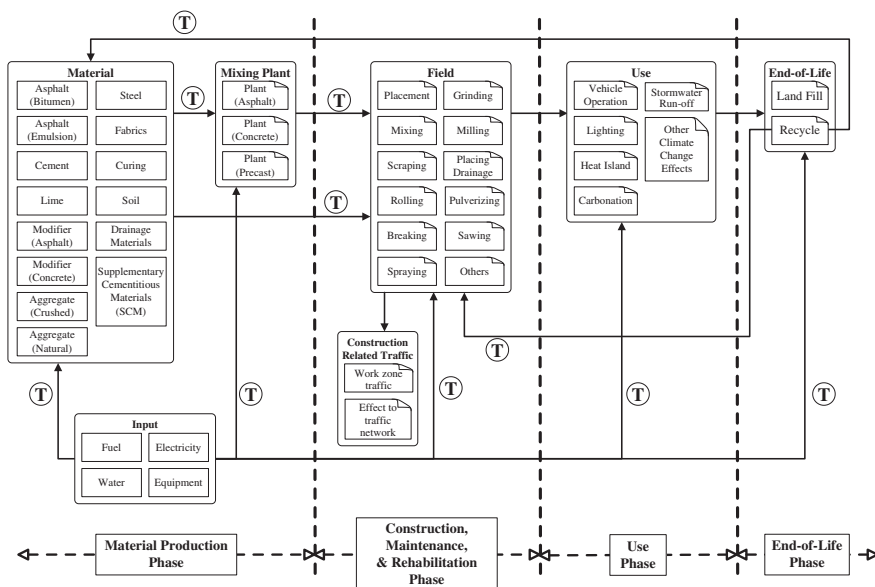 T
Material
Asphalt
(Bitumen)
Steel
Asphalt
(Emulsion)
Fabrics
Cement
Curing
Lime
Soil
Modifier
(Asphalt)
Drainage
Materials
Modifier
(Concrete)
Supplementary
Cementitious
Materials
(SCM)
Aggregate
(Crushed)
Aggregate
(Natural)
T
T
Mixing Plant
Plant
(Asphalt)
Plant
(Concrete)
Plant
(Precast)
T
Field
Placement
Grinding
Mixing
Milling
Scraping
Placing
Drainage
Rolling
Pulverizing
Breaking
Sawing
Spraying
Others
Use
Vehicle
Operation
Stormwater
Run-off
Lighting
Other
Climate
Change
Effects
Heat Island
Carbonation
End-of-Life
Land Fill
Recycle
T
Construction
Related Traffic
Work zone
traffic
Effect to
traffic
network
T
T
T
T
T
Input
Fuel
Electricity
Water
Equipment
Material Production
Phase
Construction,
Maintenance,
& Rehabilitation
Phase
Use
Phase
End-of-Life
Phase